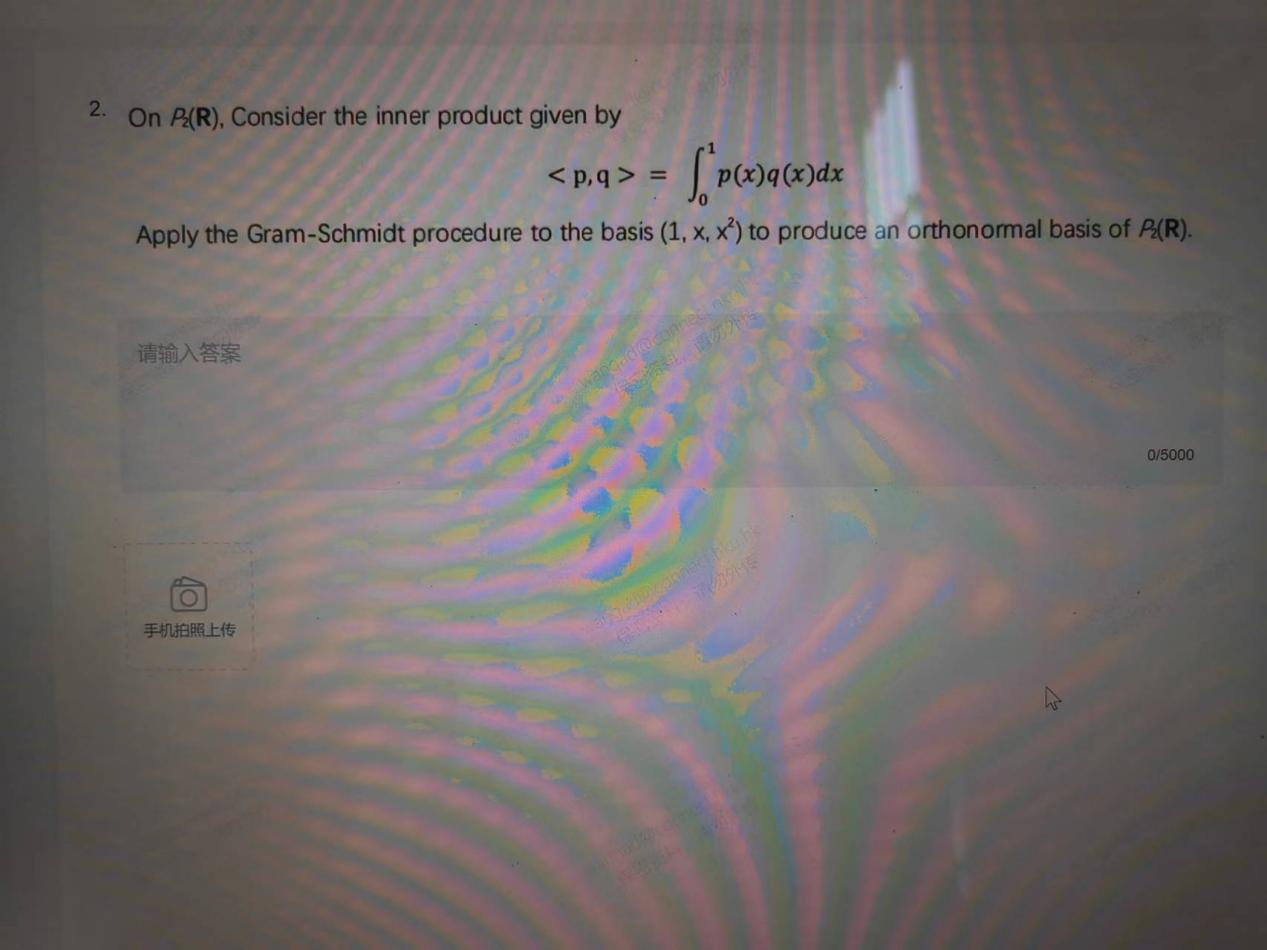 2. On P₂(R), Consider the inner product given by
< p,q > = ∫₀¹ p(x)q(x)dx
Apply the Gram-Schmidt procedure to the basis (1, x, x²) to produce an orthonormal basis of P₂(R).
请输入答案
0/5000
手机拍照上传